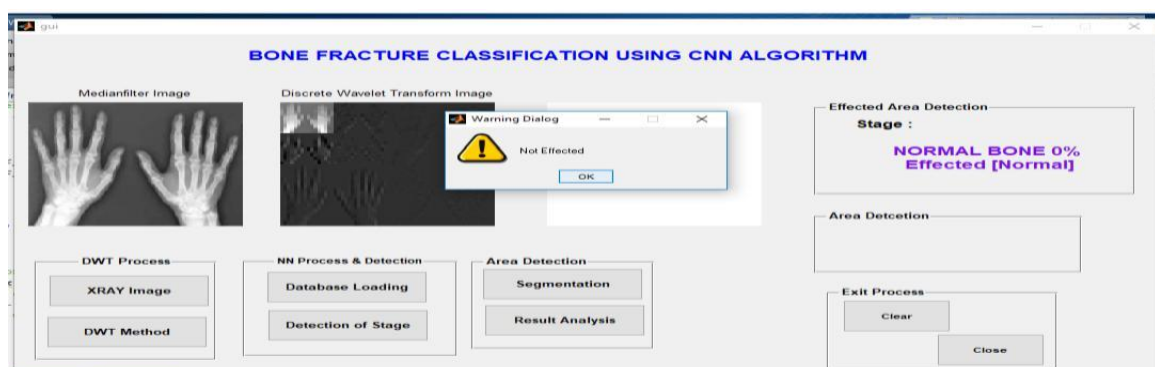 gui
BONE FRACTURE CLASSIFICATION USING CNN ALGORITHM
Medianfilter Image
Discrete Wavelet Transform Image
Warning Dialog
Not Effected
OK
Effected Area Detection
Stage :
NORMAL BONE 0%
Effected [Normal]
Area Detcetion
DWT Process
XRAY Image
DWT Method
NN Process & Detection
Database Loading
Detection of Stage
Area Detection
Segmentation
Result Analysis
Exit Process
Clear
Close